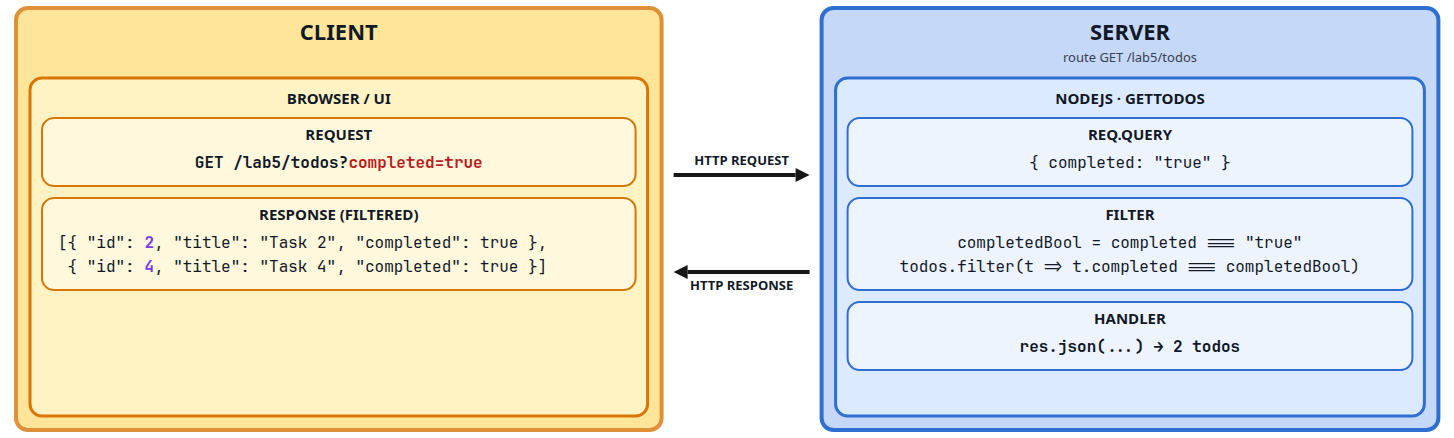 CLIENT
BROWSER / UI
REQUEST
GET /lab5/todos?completed=true
RESPONSE (FILTERED)
[{ "id": 2, "title": "Task 2", "completed": true },
{ "id": 4, "title": "Task 4", "completed": true }]
HTTP REQUEST
HTTP RESPONSE
SERVER
route GET /lab5/todos
NODEJS · GETTODOS
REQ.QUERY
{ completed: "true" }
FILTER
completedBool = completed === "true"
todos.filter(t => t.completed === completedBool)
HANDLER
res.json(...) → 2 todos